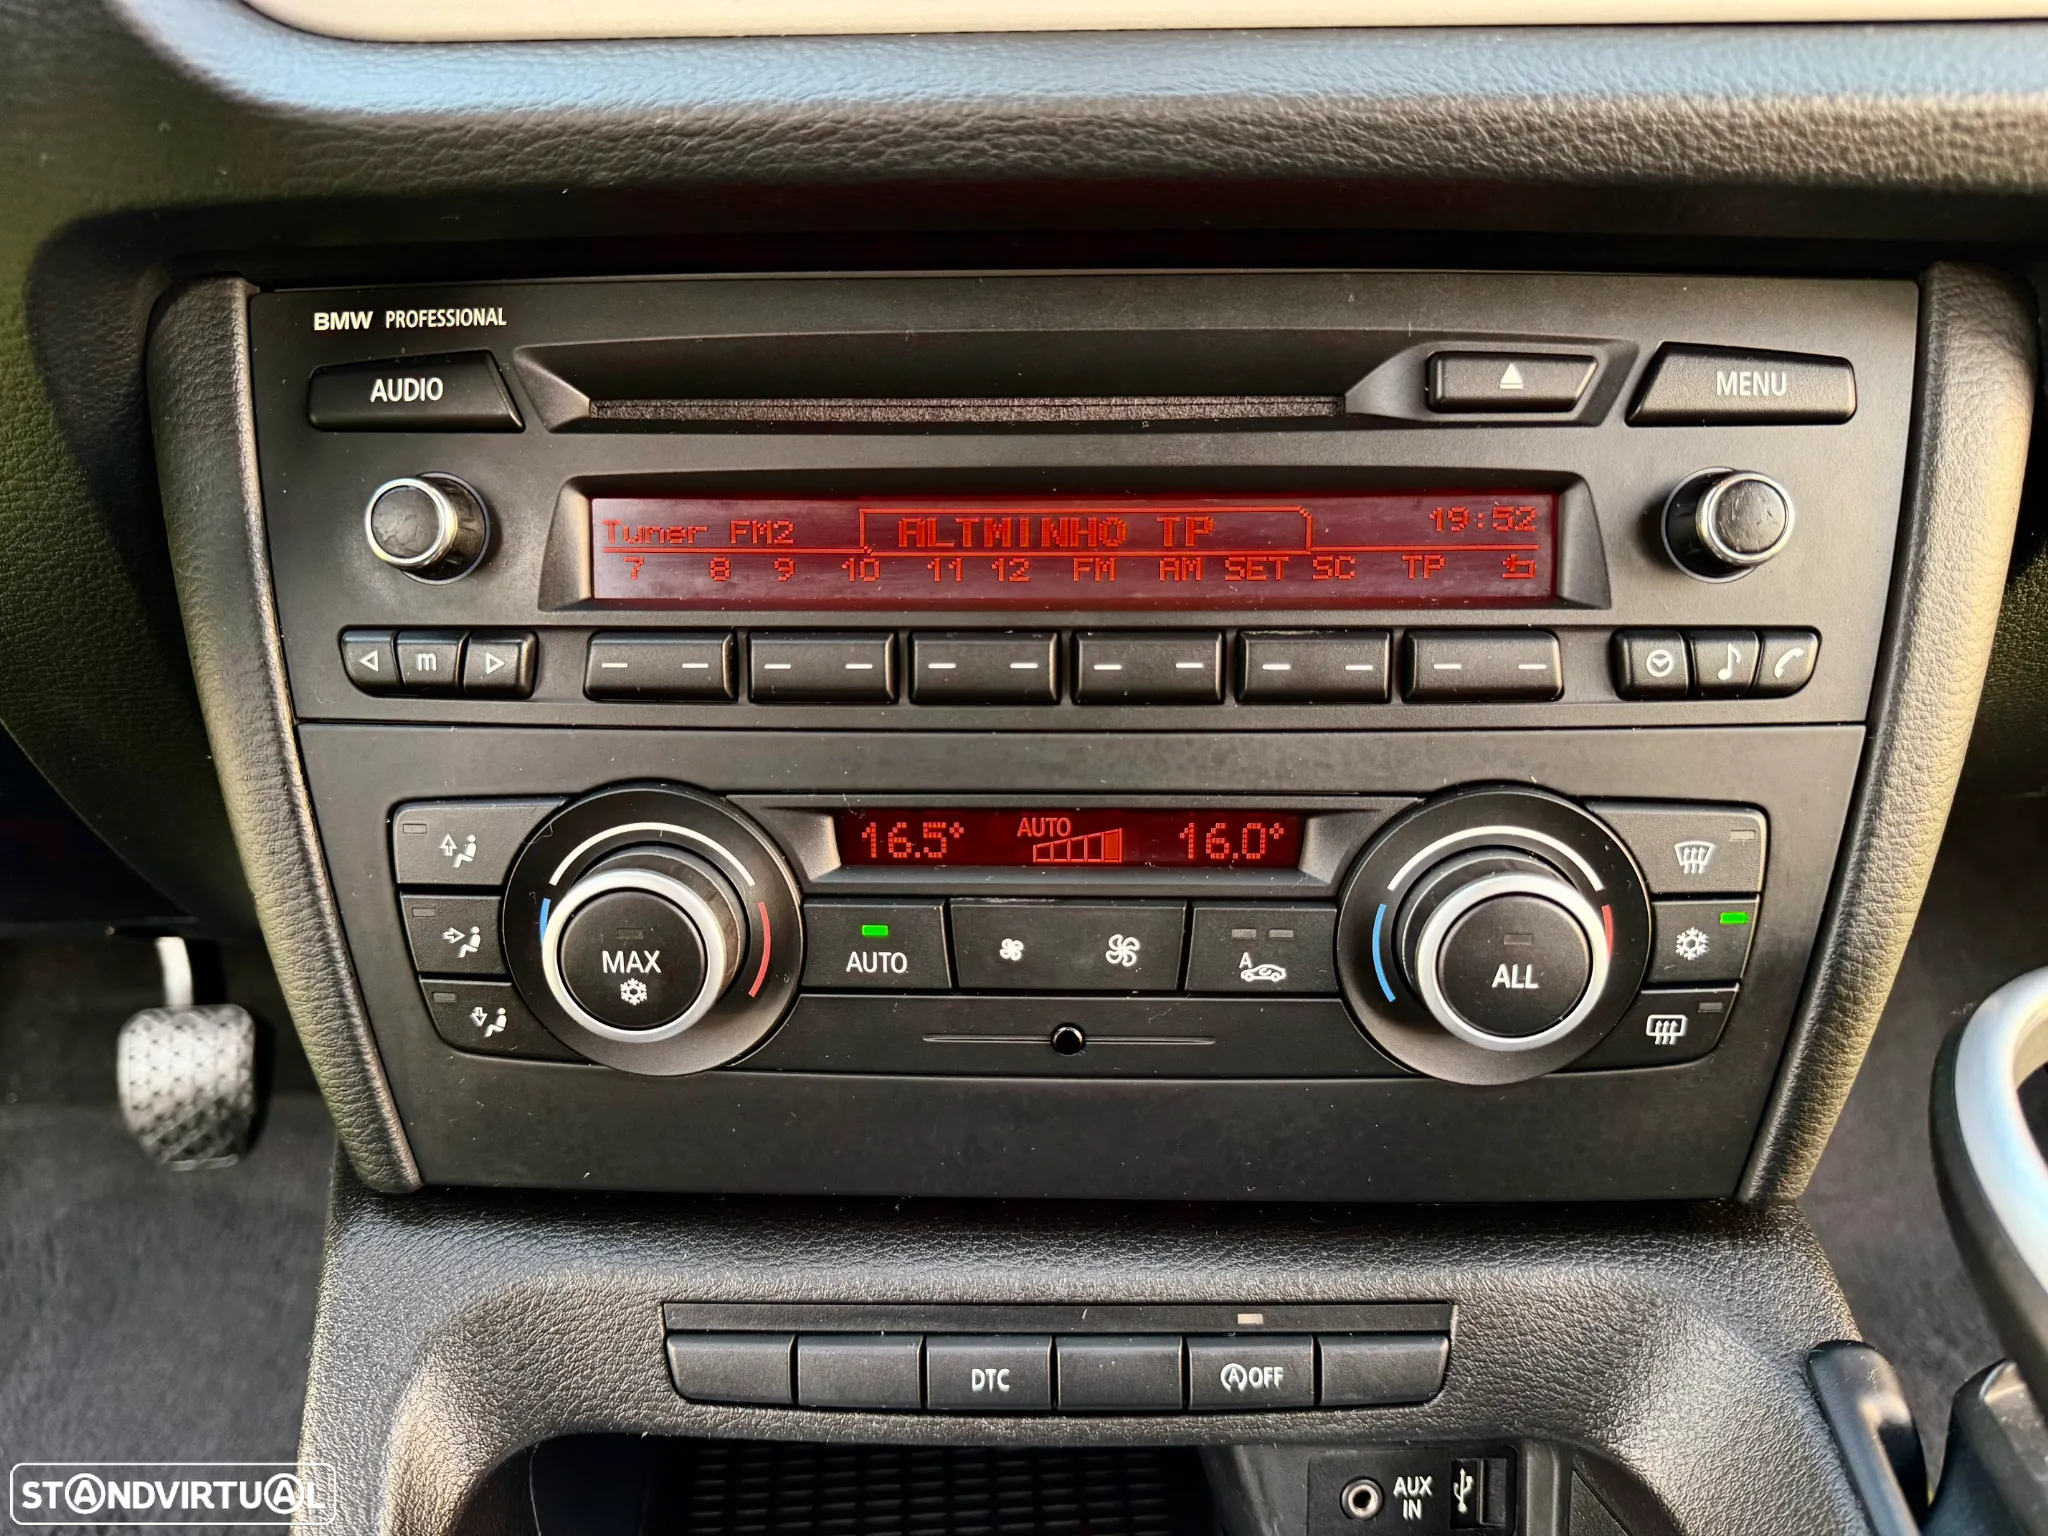 BMW PROFESSIONAL
AUDIO
MENU
Tuner FM2 ALTMINHO TP 19:52
7 8 9 10 11 12 FM AM SET SC TP
m
16.5° AUTO 16.0°
MAX
AUTO
A
ALL
DTC
A OFF
AUX IN
STANDVIRTUAL